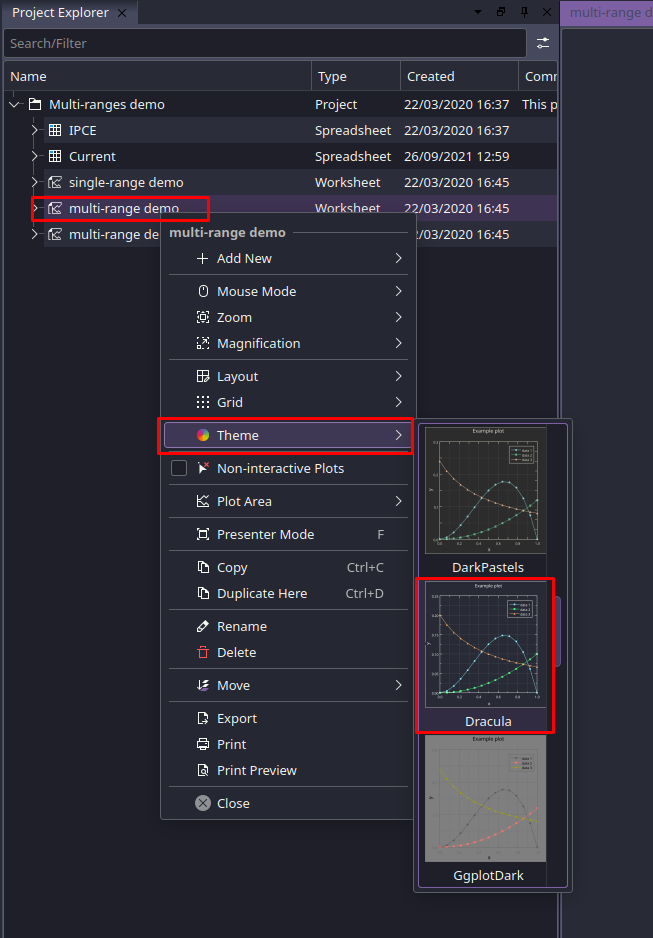 Project Explorer
multi-range d
Search/Filter
Name Type Created Comm
Multi-ranges demo Project 22/03/2020 16:37 This p
IPCE Spreadsheet 22/03/2020 16:37
Current Spreadsheet 26/09/2021 12:59
single-range demo Worksheet 22/03/2020 16:45
multi-range demo Worksheet 22/03/2020 16:45
multi-range de 2/03/2020 16:45
multi-range demo
Add New
Mouse Mode
Zoom
Magnification
Layout
Grid
Theme
Non-interactive Plots
Plot Area
Presenter Mode F
Copy Ctrl+C
Duplicate Here Ctrl+D
Rename
Delete
Move
Export
Print
Print Preview
Close
Example plot
DarkPastels
Example plot
Dracula
Example plot
GgplotDark